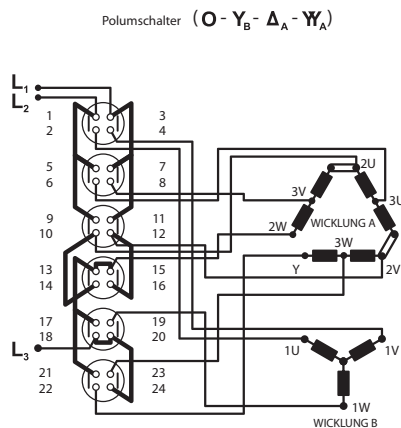 Polumschalter ( O - Y_B - Δ_A - YY_A )
L1
L2
1 3
2 4
5 7
6 8
2U
3V 3U
9 11
10 12
2W WICKLUNG A
3W
Y 2V
13 15
14 16
17 19
18 20
L3
1U 1V
21 23
22 24
1W
WICKLUNG B